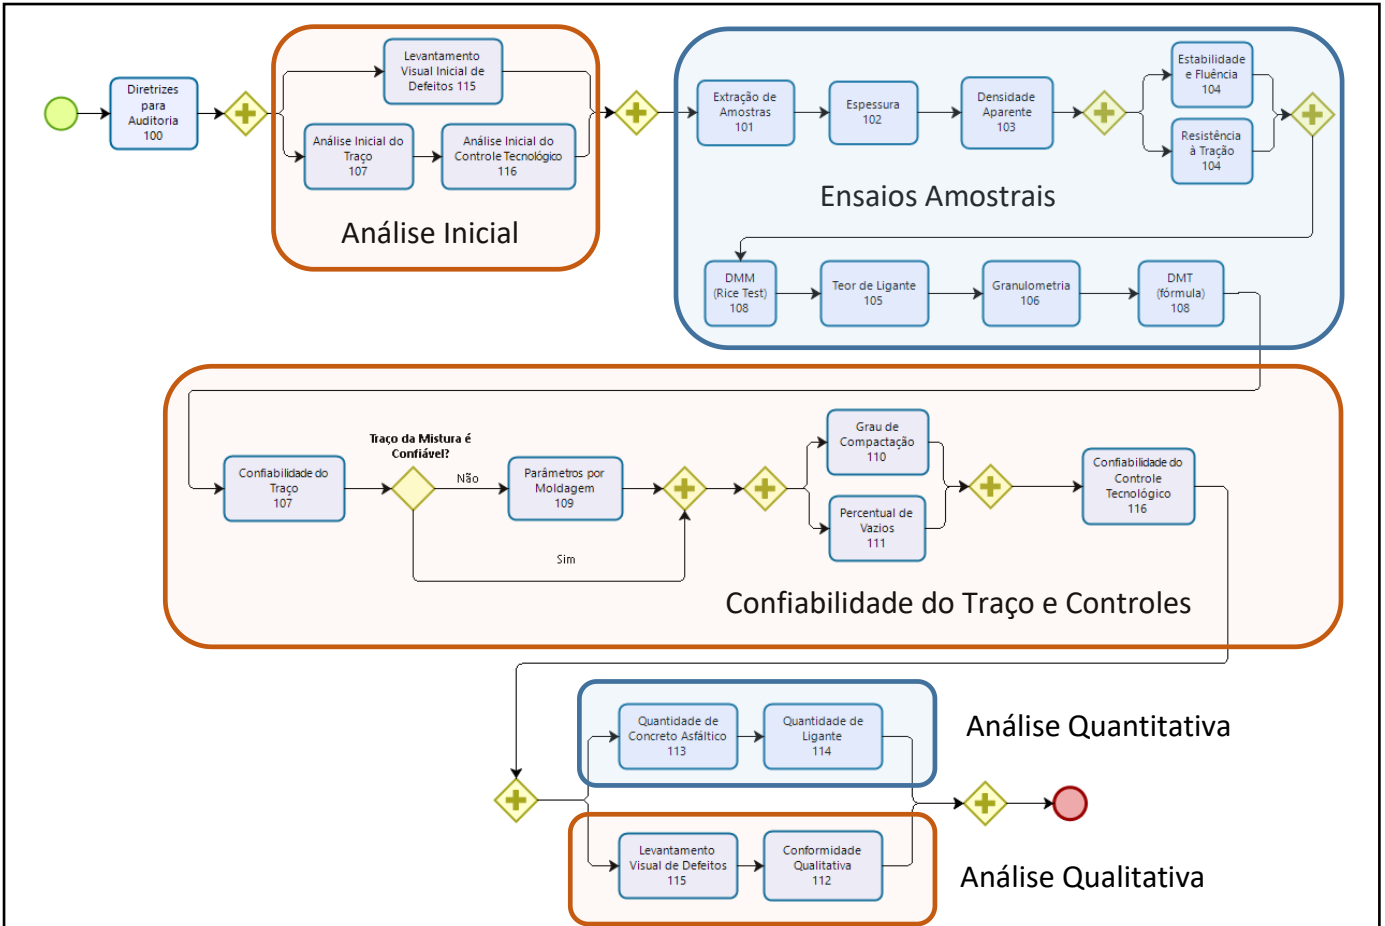 Diretrizes
para
Auditoria
100
Levantamento
Visual Inicial de
Defeitos 115
Análise Inicial do
Traço
107
Análise Inicial do
Controle Tecnológico
116
Análise Inicial
Extração de
Amostras
101
Espessura
102
Densidade
Aparente
103
Estabilidade
e Fluência
104
Resistência
à Tração
104
Ensaios Amostrais
DMM
(Rice Test)
108
Teor de Ligante
105
Granulometria
106
DMT
(fórmula)
108
Confiabilidade do
Traço
107
Traço da Mistura é
Confiável?
Não
Sim
Parâmetros por
Moldagem
109
Grau de
Compactação
110
Percentual de
Vazios
111
Confiabilidade do
Controle
Tecnológico
116
Confiabilidade do Traço e Controles
Quantidade de
Concreto Asfáltico
113
Quantidade de
Ligante
114
Análise Quantitativa
Levantamento
Visual de Defeitos
115
Conformidade
Qualitativa
112
Análise Qualitativa